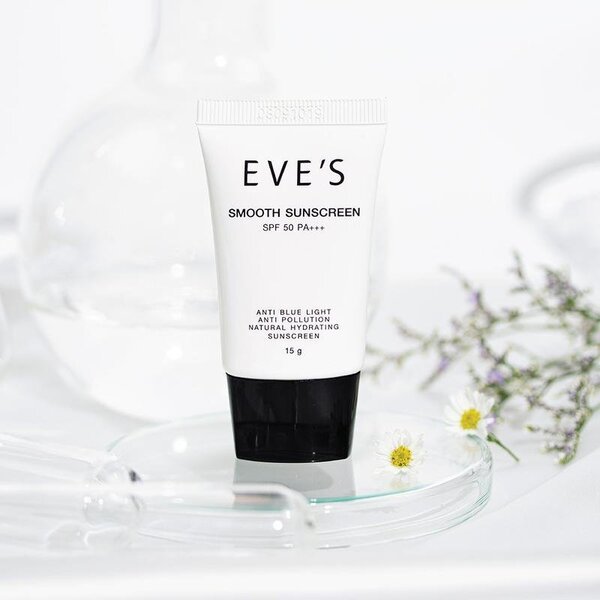 EVE'S
SMOOTH SUNSCREEN
SPF 50 PA+++
ANTI BLUE LIGHT
ANTI POLLUTION
NATURAL HYDRATING
SUNSCREEN
15 g